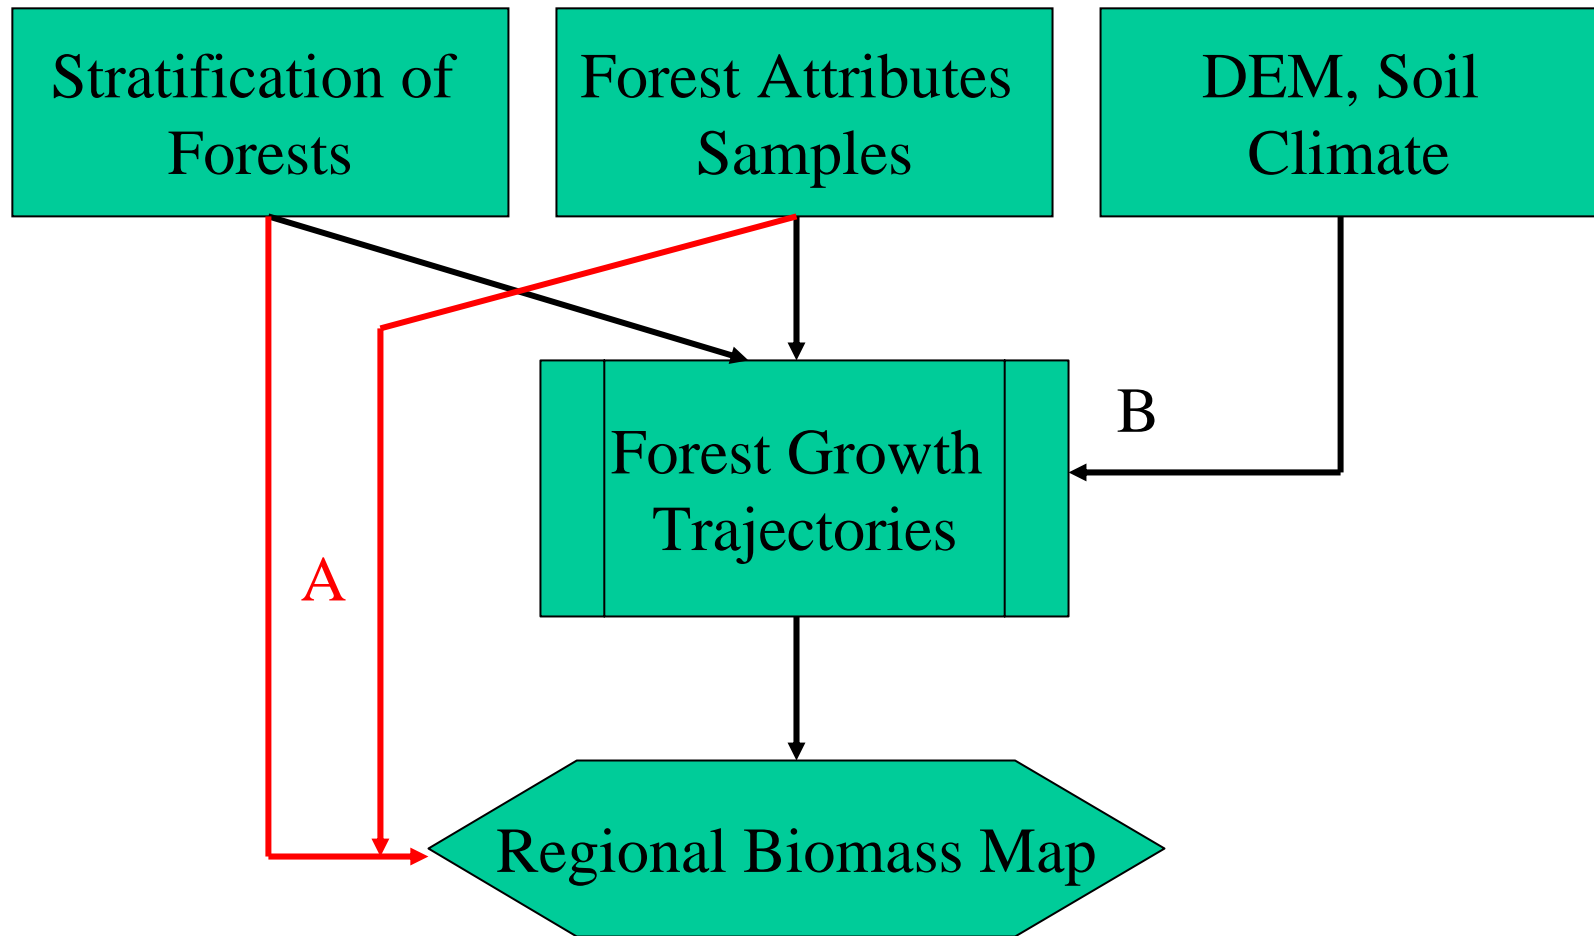 Stratification of
Forests
Forest Attributes
Samples
DEM, Soil
Climate
B
Forest Growth
Trajectories
A
Regional Biomass Map